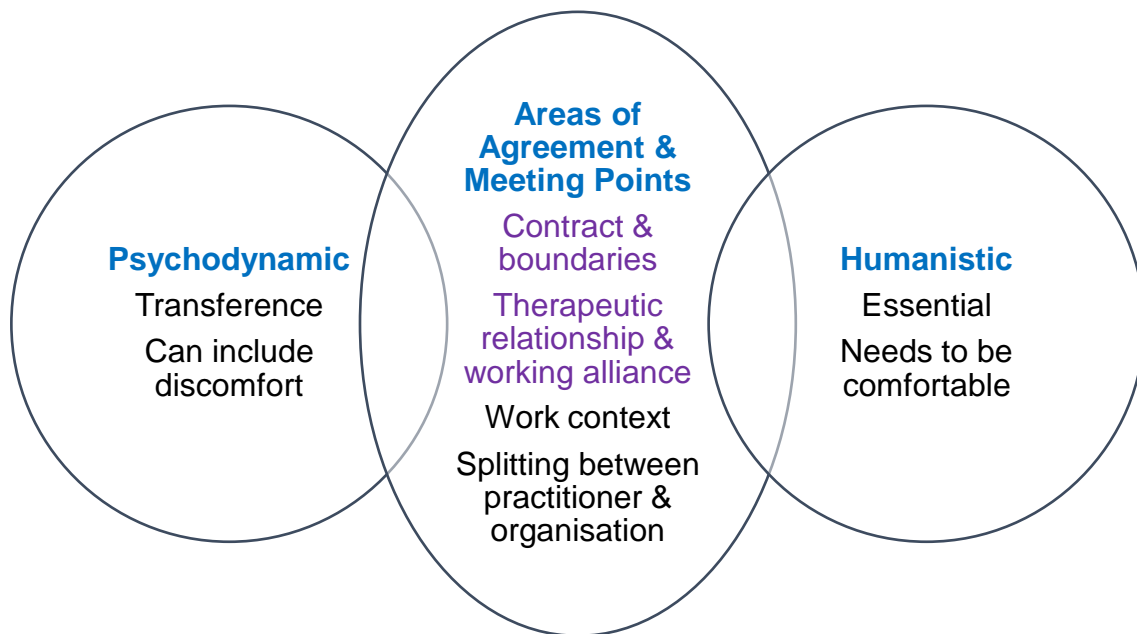 Psychodynamic
Transference
Can include
discomfort
Areas of
Agreement &
Meeting Points
Contract &
boundaries
Therapeutic
relationship &
working alliance
Work context
Splitting between
practitioner &
organisation
Humanistic
Essential
Needs to be
comfortable